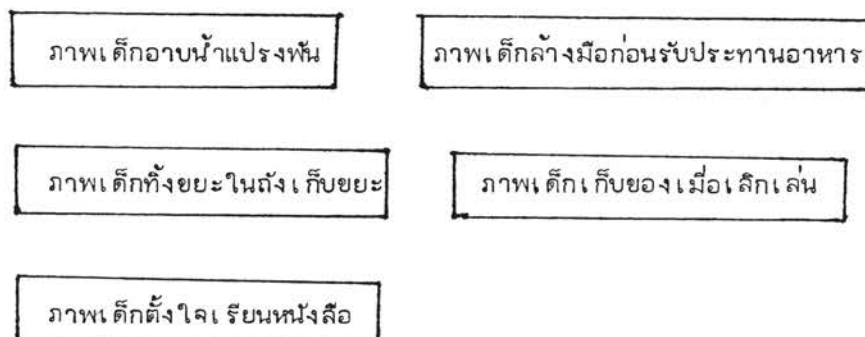 ภาพเด็กอาบน้ำแปรงฟัน
ภาพเด็กล้างมือก่อนรับประทานอาหาร
ภาพเด็กทิ้งขยะในถังเก็บขยะ
ภาพเด็กเก็บของเมื่อเลิกเล่น
ภาพเด็กตั้งใจเรียนหนังสือ